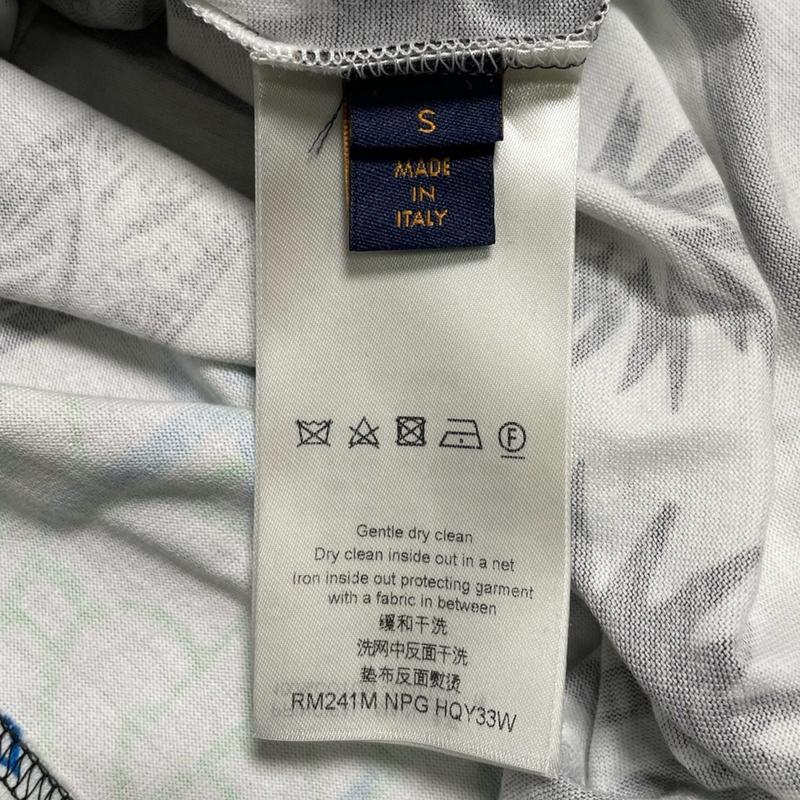 S
MADE
IN
ITALY
F
Gentle dry clean
Dry clean inside out in a net
Iron inside out protecting garment
with a fabric in between
缓和干洗
洗网中反面干洗
垫布反面熨烫
RM241M NPG HQY33W